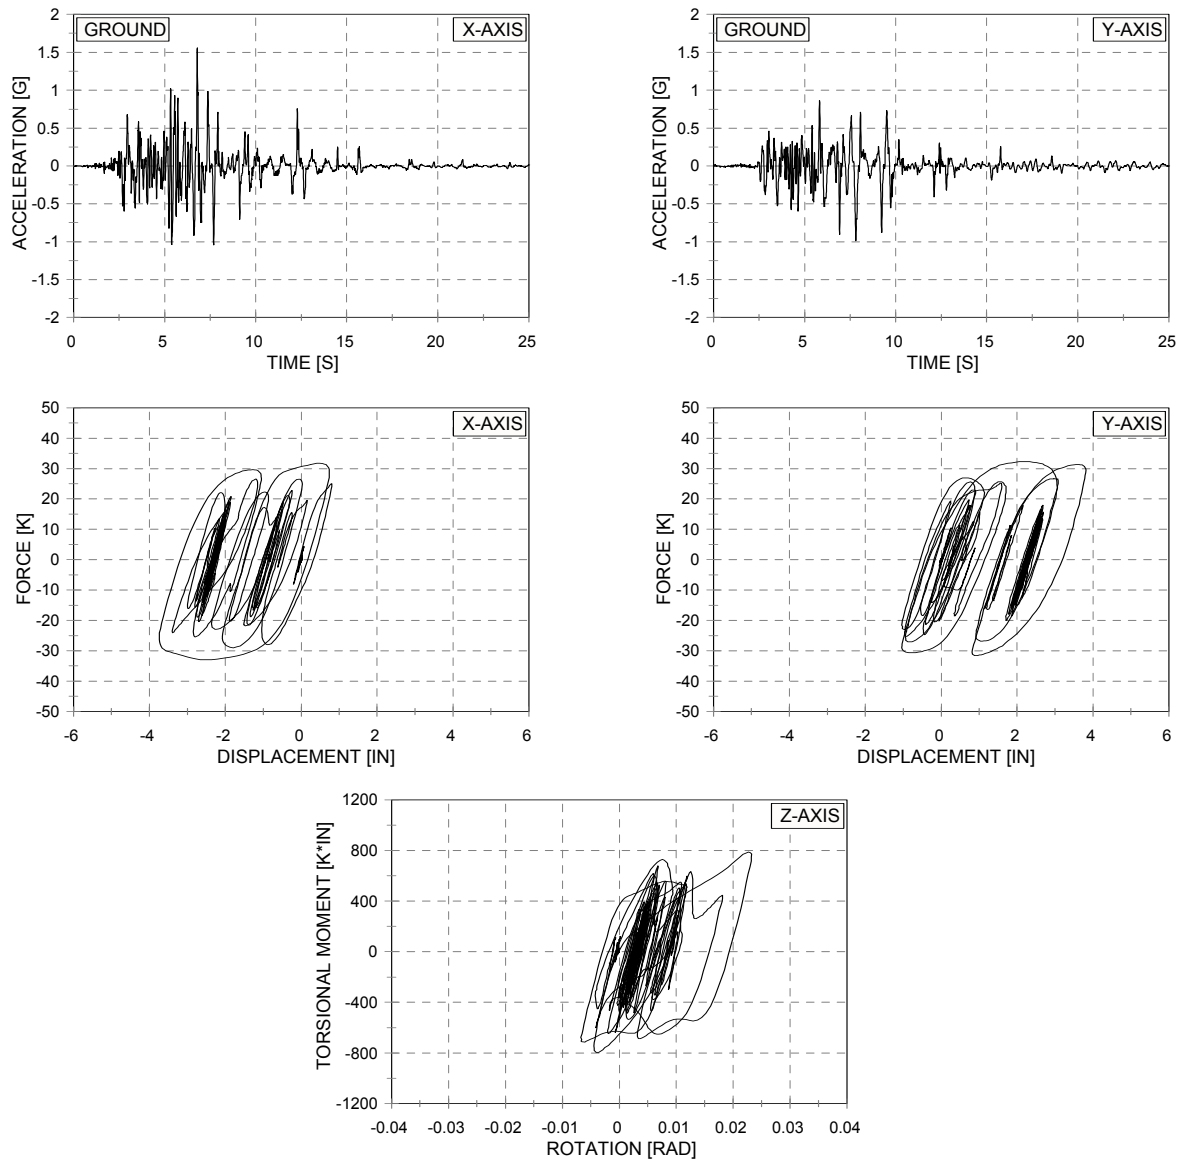 GROUND X-AXIS
2
1.5
1
0.5
0
-0.5
-1
-1.5
-2
ACCELERATION [G]
0 5 10 15 20 25
TIME [S]
GROUND Y-AXIS
2
1.5
1
0.5
0
-0.5
-1
-1.5
-2
ACCELERATION [G]
0 5 10 15 20 25
TIME [S]
X-AXIS
50
40
30
20
10
0
-10
-20
-30
-40
-50
FORCE [K]
-6 -4 -2 0 2 4 6
DISPLACEMENT [IN]
Y-AXIS
50
40
30
20
10
0
-10
-20
-30
-40
-50
FORCE [K]
-6 -4 -2 0 2 4 6
DISPLACEMENT [IN]
Z-AXIS
1200
800
400
0
-400
-800
-1200
TORSIONAL MOMENT [K*IN]
-0.04 -0.03 -0.02 -0.01 0 0.01 0.02 0.03 0.04
ROTATION [RAD]